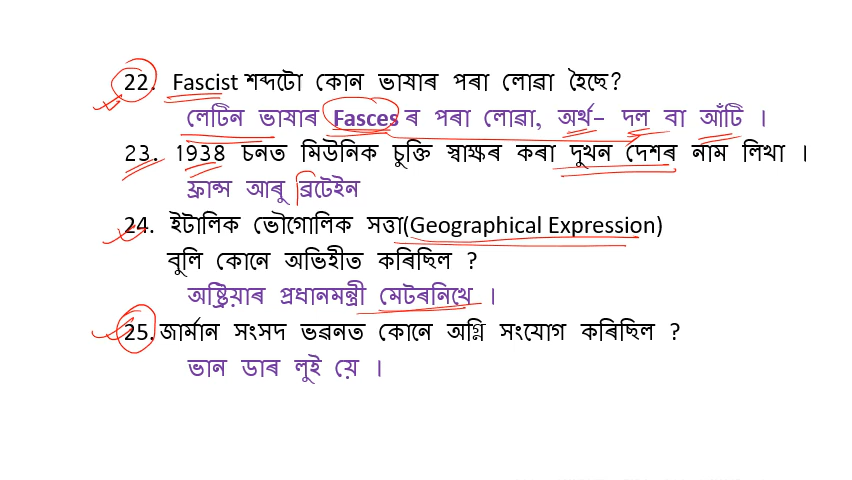 22. Fascist শব্দটো কোন ভাষাৰ পৰা লোৱা হৈছে?
লেটিন ভাষাৰ Fasces ৰ পৰা লোৱা, অৰ্থ– দল বা আঁটি ।
23. 1938 চনত মিউনিক চুক্তি স্বাক্ষৰ কৰা দুখন দেশৰ নাম লিখা ।
ফ্ৰান্স আৰু ব্ৰিটেইন
24. ইটালিক ভৌগোলিক সত্তা(Geographical Expression)
বুলি কোনে অভিহীত কৰিছিল ?
অষ্ট্ৰিয়াৰ প্ৰধানমন্ত্ৰী মেটৰনিখে ।
25. জাৰ্মান সংসদ ভৱনত কোনে অগ্নি সংযোগ কৰিছিল ?
ভান ডাৰ লুই য়ে ।